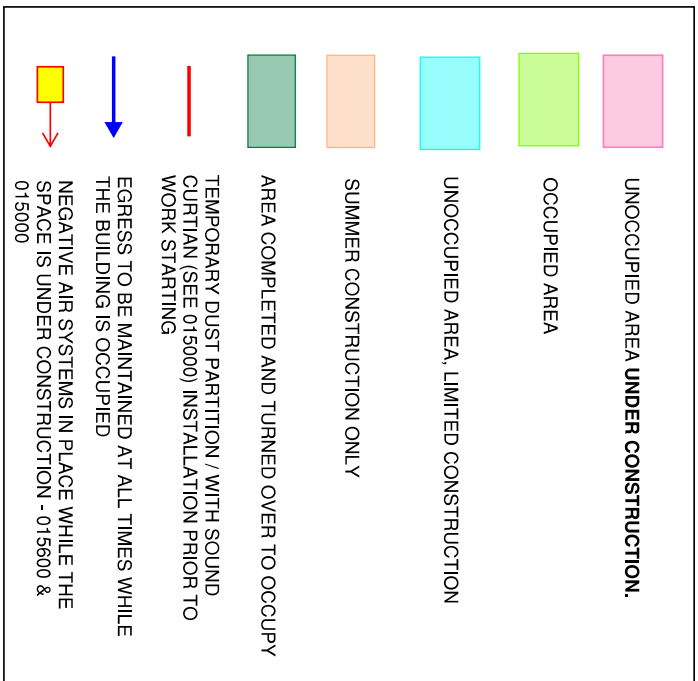 UNOCCUPIED AREA UNDER CONSTRUCTION.
OCCUPIED AREA
UNOCCUPIED AREA, LIMITED CONSTRUCTION
SUMMER CONSTRUCTION ONLY
AREA COMPLETED AND TURNED OVER TO OCCUPY
TEMPORARY DUST PARTITION / WITH SOUND
CURTIAN (SEE 015000) INSTALLATION PRIOR TO
WORK STARTING
EGRESS TO BE MAINTAINED AT ALL TIMES WHILE
THE BUILDING IS OCCUPIED
NEGATIVE AIR SYSTEMS IN PLACE WHILE THE
SPACE IS UNDER CONSTRUCTION - 015600 &
015000